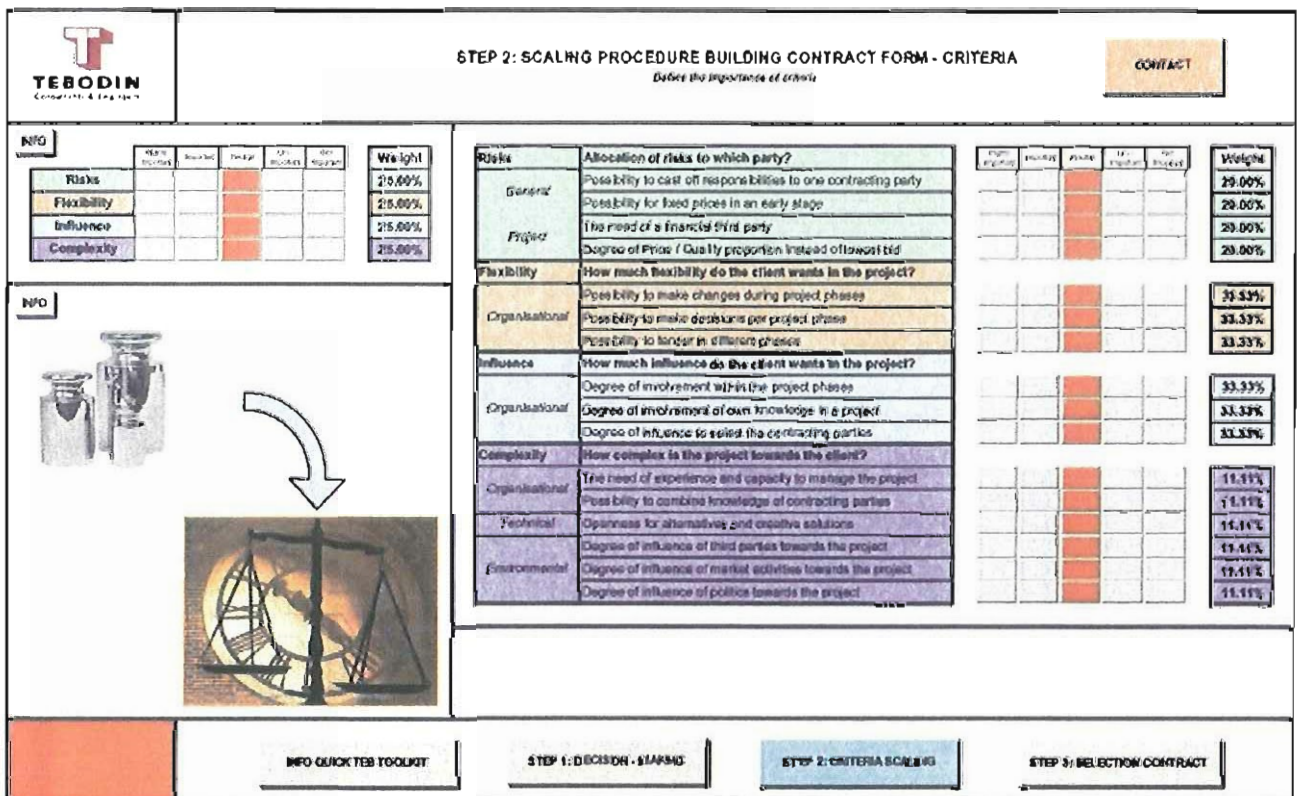 TEBODIN
STEP 2: SCALING PROCEDURE BUILDING CONTRACT FORM - CRITERIA
Define the importance of criteria
CONTACT
INFO
Weight
Risks 25.00%
Flexibility 25.00%
Influence 25.00%
Complexity 25.00%
INFO
Risks Allocation of risks to which party? Weight
General
Possibility to cast off responsibilities to one contracting party 20.00%
Possibility for fixed prices in an early stage 20.00%
Project
The need of a financial third party 20.00%
Degree of Price / Quality proportion instead of lowest bid 20.00%
Flexibility How much flexibility do the client wants in the project?
Organisational
Possibility to make changes during project phases 33.33%
Possibility to make decisions per project phase 33.33%
Possibility to tender in different phases 33.33%
Influence How much influence do the client wants in the project?
Organisational
Degree of involvement within the project phases 33.33%
Degree of involvement of own knowledge in a project 33.33%
Degree of influence to select the contracting parties 33.33%
Complexity How complex is the project towards the client?
Organisational
The need of experience and capacity to manage the project 11.11%
Possibility to combine knowledge of contracting parties 11.11%
Technical Openness for alternatives and creative solutions 11.11%
Environmental
Degree of influence of third parties towards the project 11.11%
Degree of influence of market activities towards the project 11.11%
Degree of influence of politics towards the project 11.11%
INFO QUICK TEB TOOLKIT
STEP 1: DECISION - MAKING
STEP 2: CRITERIA SCALING
STEP 3: SELECTION CONTRACT